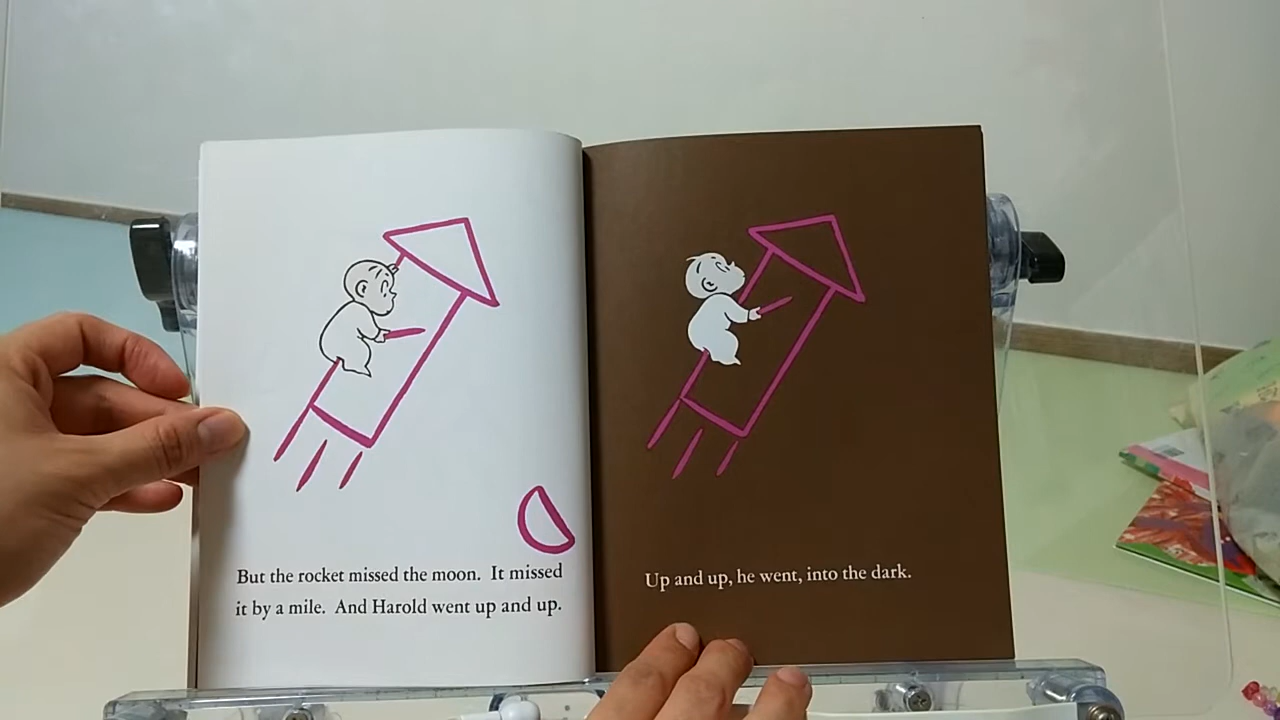 But the rocket missed the moon. It missed
it by a mile. And Harold went up and up.
Up and up, he went, into the dark.